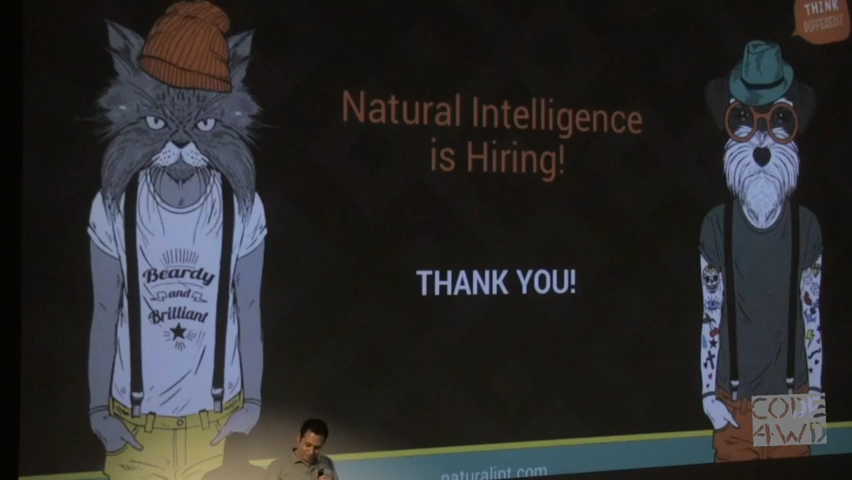 THINK
DIFFERENT
Natural Intelligence
is Hiring!
THANK YOU!
Beardy
and
Brilliant
CODE
4WD
naturalint.com